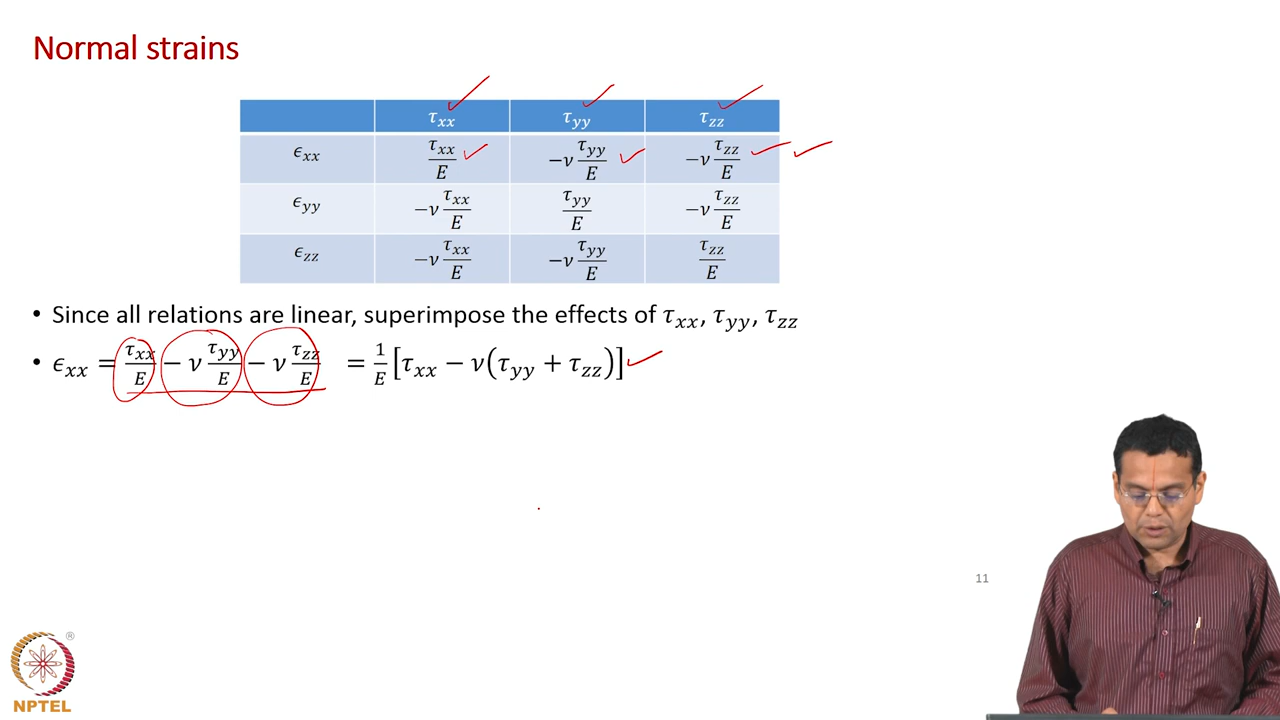 Normal strains
τxx τyy τzz
ϵxx τxx/E −ν τyy/E −ν τzz/E
ϵyy −ν τxx/E τyy/E −ν τzz/E
ϵzz −ν τxx/E −ν τyy/E τzz/E
• Since all relations are linear, superimpose the effects of τxx, τyy, τzz
• ϵxx = τxx/E − ν τyy/E − ν τzz/E = 1/E [τxx − ν(τyy + τzz)]
11
®
NPTEL